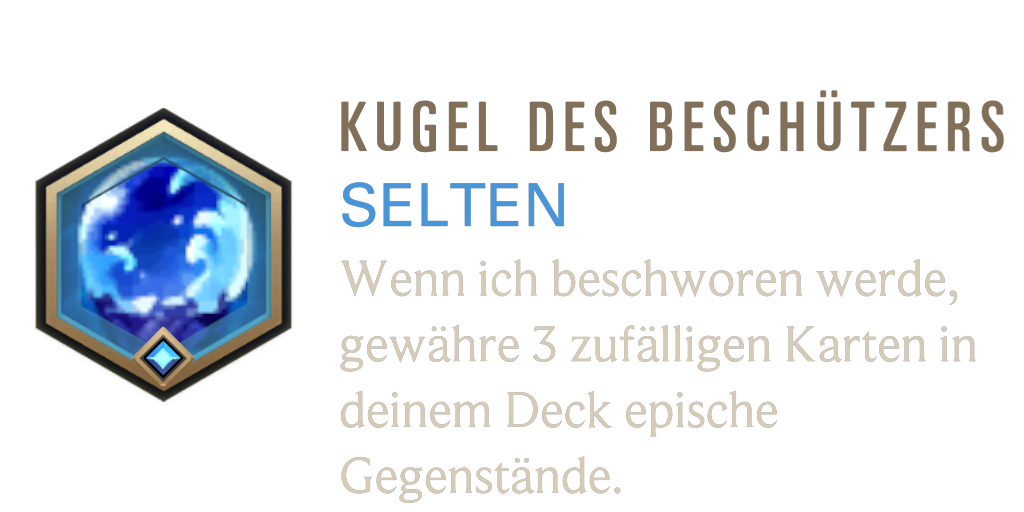 KUGEL DES BESCHÜTZERS
SELTEN
Wenn ich beschworen werde,
gewähre 3 zufälligen Karten in
deinem Deck epische
Gegenstände.